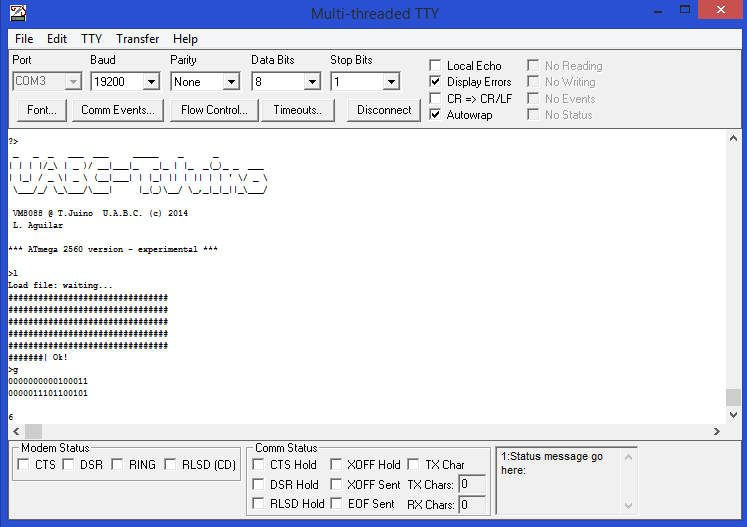 Multi-threaded TTY
File Edit TTY Transfer Help
Port Baud Parity Data Bits Stop Bits
COM3 19200 None 8 1
Local Echo No Reading
Display Errors No Writing
CR => CR/LF No Events
Autowrap No Status
Font... Comm Events... Flow Control... Timeouts.. Disconnect
?>
VM8088 @ T.Juino U.A.B.C. (c) 2014
L. Aguilar
*** ATmega 2560 version - experimental ***
>l
Load file: waiting...
################################
################################
################################
################################
################################
#######| Ok!
>g
0000000000100011
0000011101100101
6
Modem Status
CTS DSR RING RLSD (CD)
Comm Status
CTS Hold XOFF Hold TX Char
DSR Hold XOFF Sent TX Chars: 0
RLSD Hold EOF Sent RX Chars: 0
1:Status message go
here: